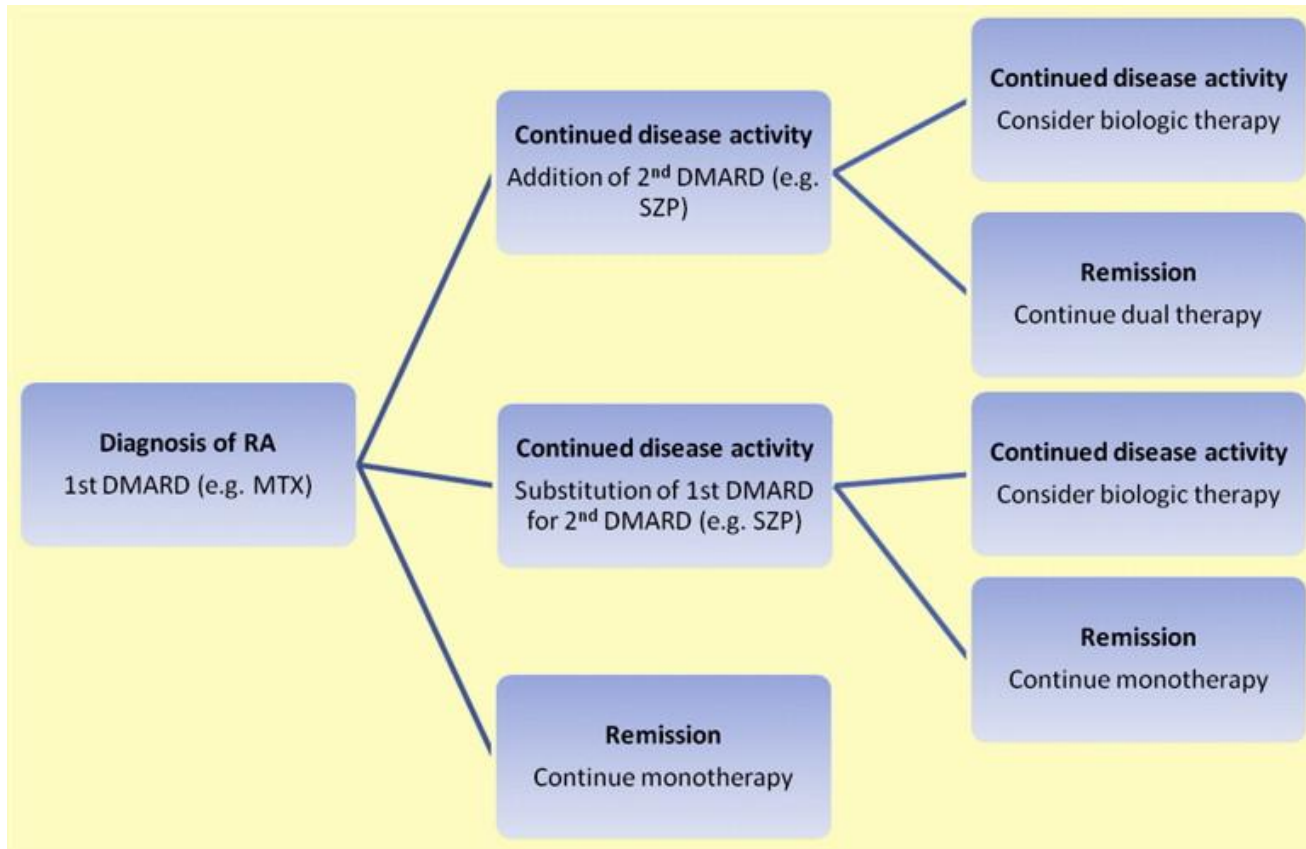 Diagnosis of RA
1st DMARD (e.g. MTX)
Continued disease activity
Addition of 2nd DMARD (e.g.
SZP)
Continued disease activity
Substitution of 1st DMARD
for 2nd DMARD (e.g. SZP)
Remission
Continue monotherapy
Continued disease activity
Consider biologic therapy
Remission
Continue dual therapy
Continued disease activity
Consider biologic therapy
Remission
Continue monotherapy